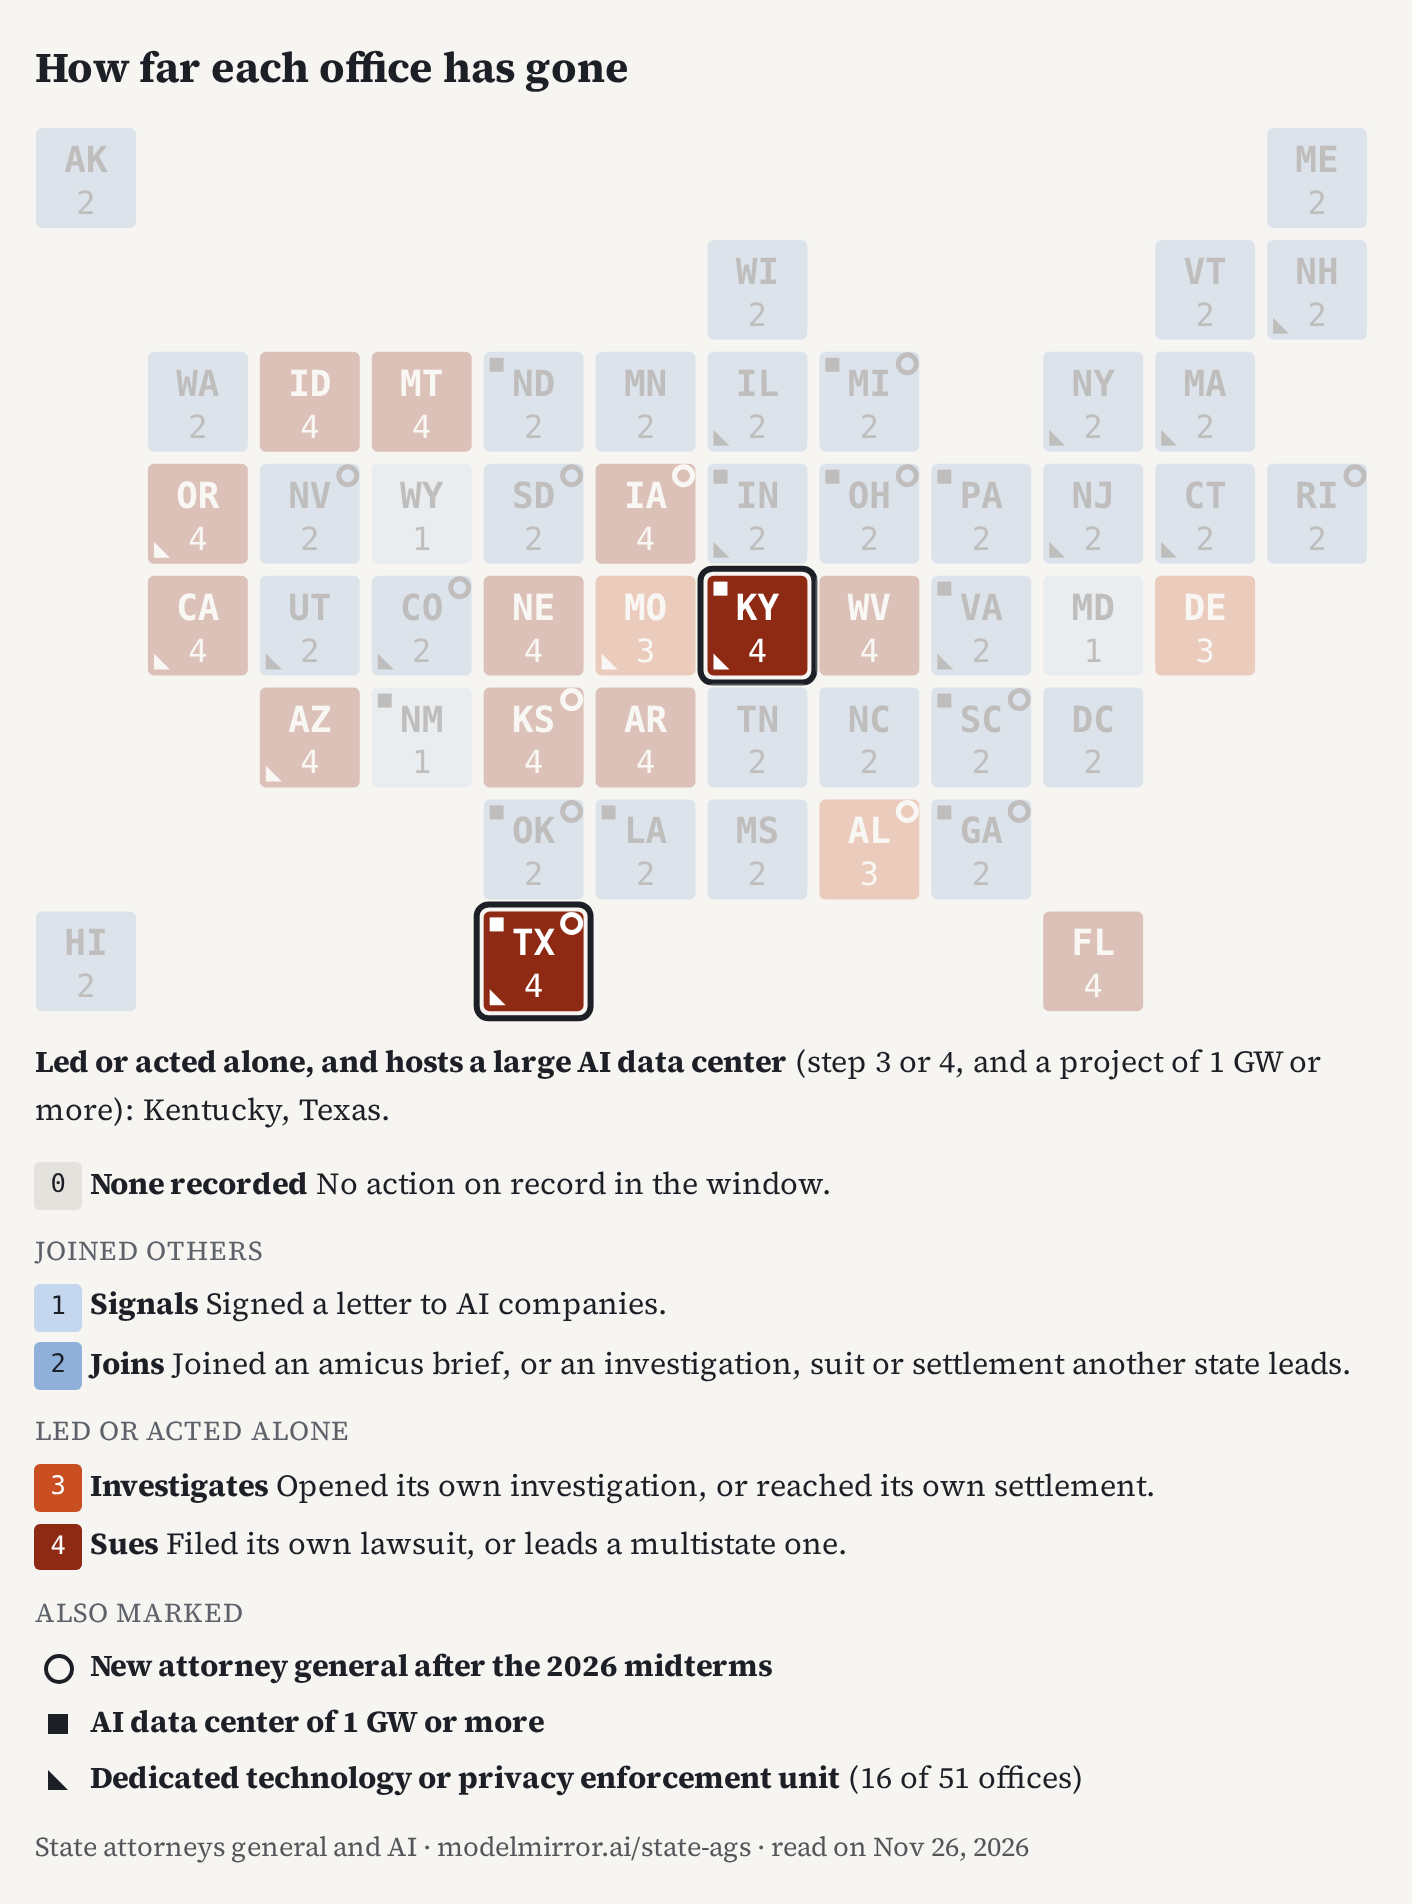 How far each office has gone
AK ME
2 2
WI VT NH
2 2 2
WA ID MT ND MN IL MI NY MA
2 4 4 2 2 2 2 2 2
OR NV WY SD IA IN OH PA NJ CT RI
4 2 1 2 4 2 2 2 2 2 2
CA UT CO NE MO KY WV VA MD DE
4 2 2 4 3 4 4 2 1 3
AZ NM KS AR TN NC SC DC
4 1 4 4 2 2 2 2
OK LA MS AL GA
2 2 2 3 2
HI TX FL
2 4 4
Led or acted alone, and hosts a large AI data center (step 3 or 4, and a project of 1 GW or
more): Kentucky, Texas.
0 None recorded No action on record in the window.
JOINED OTHERS
1 Signals Signed a letter to AI companies.
2 Joins Joined an amicus brief, or an investigation, suit or settlement another state leads.
LED OR ACTED ALONE
3 Investigates Opened its own investigation, or reached its own settlement.
4 Sues Filed its own lawsuit, or leads a multistate one.
ALSO MARKED
New attorney general after the 2026 midterms
AI data center of 1 GW or more
Dedicated technology or privacy enforcement unit (16 of 51 offices)
State attorneys general and AI · modelmirror.ai/state-ags · read on Nov 26, 2026